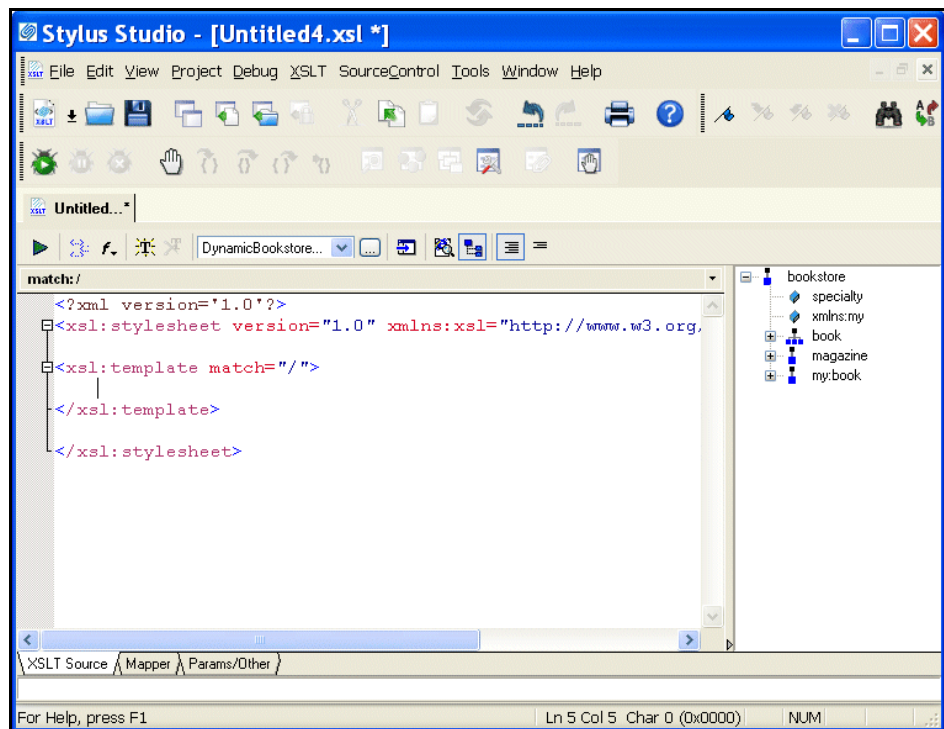 Stylus Studio - [Untitled4.xsl *]
File Edit View Project Debug XSLT SourceControl Tools Window Help
Untitled...*
DynamicBookstore...
match: /
<?xml version='1.0'?>
<xsl:stylesheet version="1.0" xmlns:xsl="http://www.w3.org/
<xsl:template match="/">
</xsl:template>
</xsl:stylesheet>
bookstore
specialty
xmlns:my
book
magazine
my:book
XSLT Source Mapper Params/Other
For Help, press F1 Ln 5 Col 5 Char 0 (0x0000) NUM